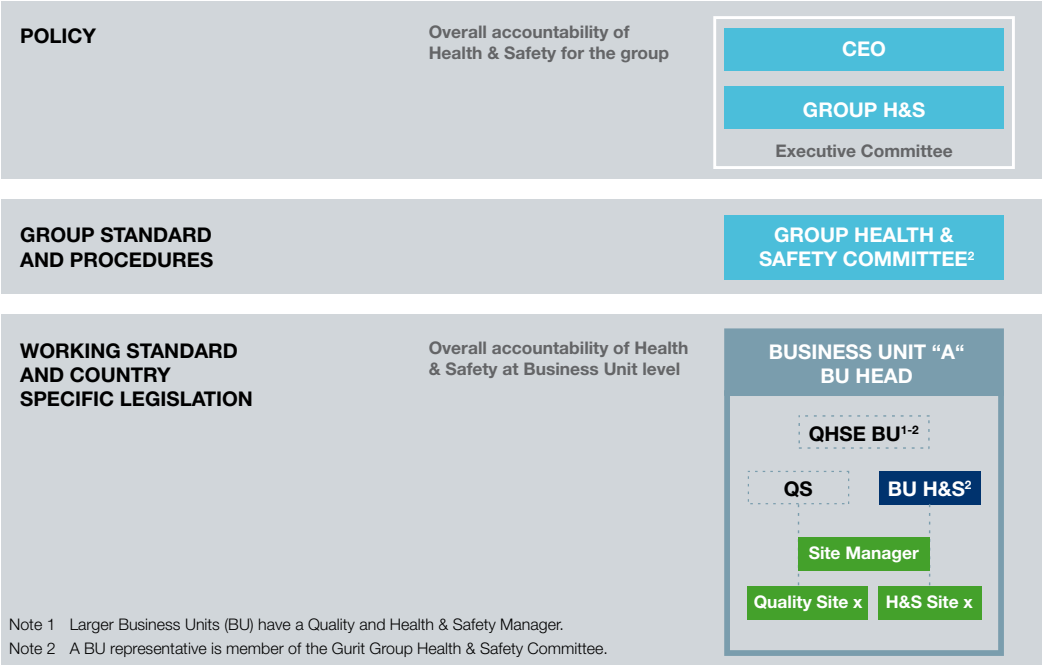 POLICY
Overall accountability of
Health & Safety for the group
CEO
GROUP H&S
Executive Committee
GROUP STANDARD
AND PROCEDURES
GROUP HEALTH &
SAFETY COMMITTEE²
WORKING STANDARD
AND COUNTRY
SPECIFIC LEGISLATION
Overall accountability of Health
& Safety at Business Unit level
BUSINESS UNIT “A“
BU HEAD
QHSE BU¹⁻²
QS
BU H&S²
Site Manager
Quality Site x
H&S Site x
Note 1 Larger Business Units (BU) have a Quality and Health & Safety Manager.
Note 2 A BU representative is member of the Gurit Group Health & Safety Committee.